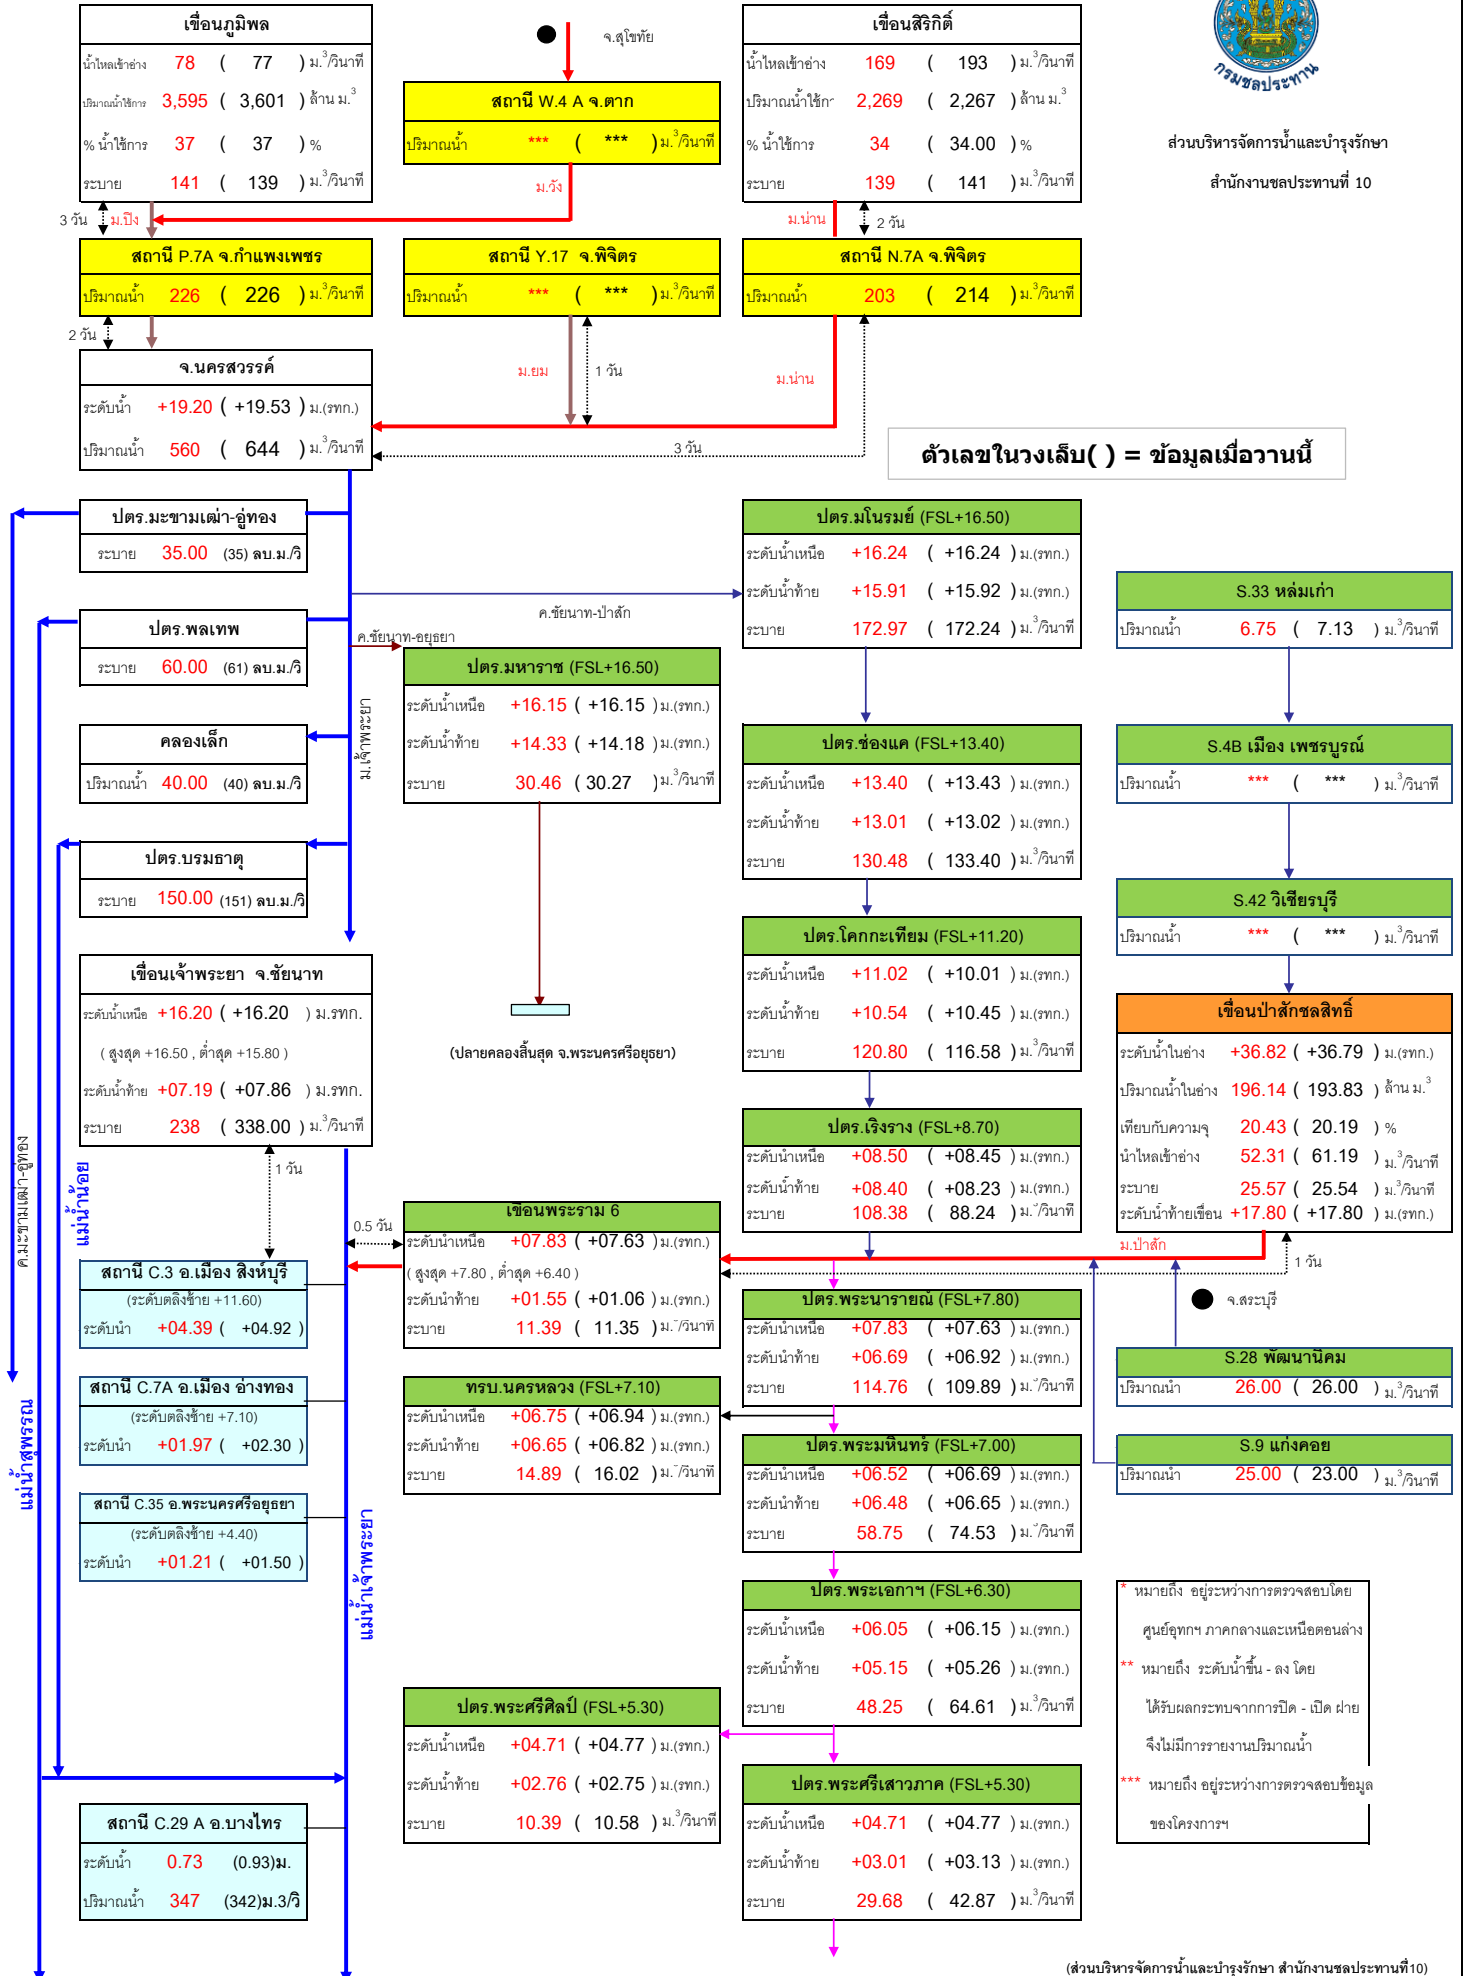 เขื่อนภูมิพล
น้ำไหลเข้าอ่าง 78 ( 77 ) ม.³/วินาที
ปริมาณน้ำใช้การ 3,595 ( 3,601 ) ล้าน ม.³
% น้ำใช้การ 37 ( 37 ) %
ระบาย 141 ( 139 ) ม.³/วินาที
จ.สุโขทัย
สถานี W.4 A จ.ตาก
ปริมาณน้ำ *** ( *** ) ม.³/วินาที
เขื่อนสิริกิติ์
น้ำไหลเข้าอ่าง 169 ( 193 ) ม.³/วินาที
ปริมาณน้ำใช้กา 2,269 ( 2,267 ) ล้าน ม.³
% น้ำใช้การ 34 ( 34.00 ) %
ระบาย 139 ( 141 ) ม.³/วินาที
กรมชลประทาน
ส่วนบริหารจัดการน้ำและบำรุงรักษา
สำนักงานชลประทานที่ 10
3 วัน ม.ปิง
ม.วัง
ม.น่าน
2 วัน
สถานี P.7A จ.กำแพงเพชร
ปริมาณน้ำ 226 ( 226 ) ม.³/วินาที
สถานี Y.17 จ.พิจิตร
ปริมาณน้ำ *** ( *** ) ม.³/วินาที
สถานี N.7A จ.พิจิตร
ปริมาณน้ำ 203 ( 214 ) ม.³/วินาที
2 วัน
ม.ยม
1 วัน
ม.น่าน
จ.นครสวรรค์
ระดับน้ำ +19.20 ( +19.53 ) ม.(รทก.)
ปริมาณน้ำ 560 ( 644 ) ม.³/วินาที
3 วัน
ตัวเลขในวงเล็บ( ) = ข้อมูลเมื่อวานนี้
ปตร.มะขามเฒ่า-อู่ทอง
ระบาย 35.00 (35) ลบ.ม./วิ
ปตร.พลเทพ
ระบาย 60.00 (61) ลบ.ม./วิ
คลองเล็ก
ปริมาณน้ำ 40.00 (40) ลบ.ม./วิ
ปตร.บรมธาตุ
ระบาย 150.00 (151) ลบ.ม./วิ
ม.เจ้าพระยา
ค.ชัยนาท-ป่าสัก
ค.ชัยนาท-อยุธยา
ปตร.มหาราช (FSL+16.50)
ระดับน้ำเหนือ +16.15 ( +16.15 ) ม.(รทก.)
ระดับน้ำท้าย +14.33 ( +14.18 ) ม.(รทก.)
ระบาย 30.46 ( 30.27 ) ม.³/วินาที
(ปลายคลองสิ้นสุด จ.พระนครศรีอยุธยา)
ปตร.มโนรมย์ (FSL+16.50)
ระดับน้ำเหนือ +16.24 ( +16.24 ) ม.(รทก.)
ระดับน้ำท้าย +15.91 ( +15.92 ) ม.(รทก.)
ระบาย 172.97 ( 172.24 ) ม.³/วินาที
ปตร.ช่องแค (FSL+13.40)
ระดับน้ำเหนือ +13.40 ( +13.43 ) ม.(รทก.)
ระดับน้ำท้าย +13.01 ( +13.02 ) ม.(รทก.)
ระบาย 130.48 ( 133.40 ) ม.³/วินาที
ปตร.โคกกะเทียม (FSL+11.20)
ระดับน้ำเหนือ +11.02 ( +10.01 ) ม.(รทก.)
ระดับน้ำท้าย +10.54 ( +10.45 ) ม.(รทก.)
ระบาย 120.80 ( 116.58 ) ม.³/วินาที
ปตร.เริงราง (FSL+8.70)
ระดับน้ำเหนือ +08.50 ( +08.45 ) ม.(รทก.)
ระดับน้ำท้าย +08.40 ( +08.23 ) ม.(รทก.)
ระบาย 108.38 ( 88.24 ) ม.³/วินาที
S.33 หล่มเก่า
ปริมาณน้ำ 6.75 ( 7.13 ) ม.³/วินาที
S.4B เมือง เพชรบูรณ์
ปริมาณน้ำ *** ( *** ) ม.³/วินาที
S.42 วิเชียรบุรี
ปริมาณน้ำ *** ( *** ) ม.³/วินาที
เขื่อนป่าสักชลสิทธิ์
ระดับน้ำในอ่าง +36.82 ( +36.79 ) ม.(รทก.)
ปริมาณน้ำในอ่าง 196.14 ( 193.83 ) ล้าน ม.³
เทียบกับความจุ 20.43 ( 20.19 ) %
น้ำไหลเข้าอ่าง 52.31 ( 61.19 ) ม.³/วินาที
ระบาย 25.57 ( 25.54 ) ม.³/วินาที
ระดับน้ำท้ายเขื่อน +17.80 ( +17.80 ) ม.(รทก.)
เขื่อนเจ้าพระยา จ.ชัยนาท
ระดับน้ำเหนือ +16.20 ( +16.20 ) ม.รทก.
( สูงสุด +16.50 , ต่ำสุด +15.80 )
ระดับน้ำท้าย +07.19 ( +07.86 ) ม.รทก.
ระบาย 238 ( 338.00 ) ม.³/วินาที
ค.มะขามเฒ่า-อู่ทอง
แม่น้ำน้อย
1 วัน
0.5 วัน
เขื่อนพระราม 6
ระดับน้ำเหนือ +07.83 ( +07.63 ) ม.(รทก.)
( สูงสุด +7.80 , ต่ำสุด +6.40 )
ระดับน้ำท้าย +01.55 ( +01.06 ) ม.(รทก.)
ระบาย 11.39 ( 11.35 ) ม.³/วินาที
ม.ป่าสัก
1 วัน
จ.สระบุรี
สถานี C.3 อ.เมือง สิงห์บุรี
(ระดับตลิ่งซ้าย +11.60)
ระดับน้ำ +04.39 ( +04.92 )
สถานี C.7A อ.เมือง อ่างทอง
(ระดับตลิ่งซ้าย +7.10)
ระดับน้ำ +01.97 ( +02.30 )
สถานี C.35 อ.พระนครศรีอยุธยา
(ระดับตลิ่งซ้าย +4.40)
ระดับน้ำ +01.21 ( +01.50 )
แม่น้ำสุพรรณ
แม่น้ำเจ้าพระยา
ทรบ.นครหลวง (FSL+7.10)
ระดับน้ำเหนือ +06.75 ( +06.94 ) ม.(รทก.)
ระดับน้ำท้าย +06.65 ( +06.82 ) ม.(รทก.)
ระบาย 14.89 ( 16.02 ) ม.³/วินาที
ปตร.พระนารายณ์ (FSL+7.80)
ระดับน้ำเหนือ +07.83 ( +07.63 ) ม.(รทก.)
ระดับน้ำท้าย +06.69 ( +06.92 ) ม.(รทก.)
ระบาย 114.76 ( 109.89 ) ม.³/วินาที
ปตร.พระมหินทร์ (FSL+7.00)
ระดับน้ำเหนือ +06.52 ( +06.69 ) ม.(รทก.)
ระดับน้ำท้าย +06.48 ( +06.65 ) ม.(รทก.)
ระบาย 58.75 ( 74.53 ) ม.³/วินาที
S.28 พัฒนานิคม
ปริมาณน้ำ 26.00 ( 26.00 ) ม.³/วินาที
S.9 แก่งคอย
ปริมาณน้ำ 25.00 ( 23.00 ) ม.³/วินาที
ปตร.พระเอกาฯ (FSL+6.30)
ระดับน้ำเหนือ +06.05 ( +06.15 ) ม.(รทก.)
ระดับน้ำท้าย +05.15 ( +05.26 ) ม.(รทก.)
ระบาย 48.25 ( 64.61 ) ม.³/วินาที
ปตร.พระศรีศิลป์ (FSL+5.30)
ระดับน้ำเหนือ +04.71 ( +04.77 ) ม.(รทก.)
ระดับน้ำท้าย +02.76 ( +02.75 ) ม.(รทก.)
ระบาย 10.39 ( 10.58 ) ม.³/วินาที
ปตร.พระศรีเสาวภาค (FSL+5.30)
ระดับน้ำเหนือ +04.71 ( +04.77 ) ม.(รทก.)
ระดับน้ำท้าย +03.01 ( +03.13 ) ม.(รทก.)
ระบาย 29.68 ( 42.87 ) ม.³/วินาที
* หมายถึง อยู่ระหว่างการตรวจสอบโดย
ศูนย์อุทกฯ ภาคกลางและเหนือตอนล่าง
** หมายถึง ระดับน้ำขึ้น - ลง โดย
ได้รับผลกระทบจากการปิด - เปิด ฝาย
จึงไม่มีการรายงานปริมาณน้ำ
*** หมายถึง อยู่ระหว่างการตรวจสอบข้อมูล
ของโครงการฯ
สถานี C.29 A อ.บางไทร
ระดับน้ำ 0.73 (0.93)ม.
ปริมาณน้ำ 347 (342)ม.3/วิ
(ส่วนบริหารจัดการน้ำและบำรุงรักษา สำนักงานชลประทานที่10)